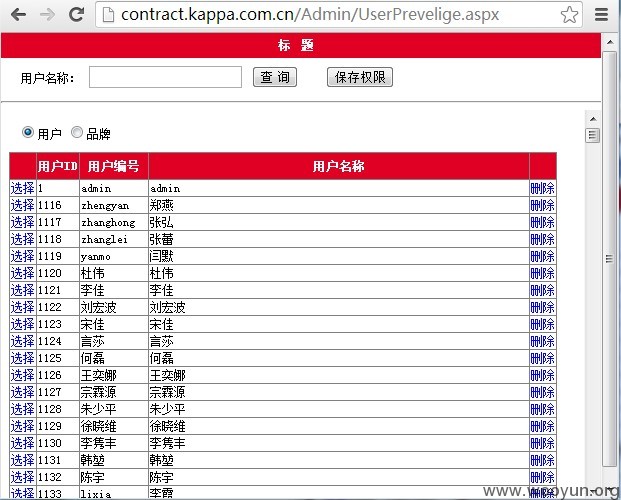 contract.kappa.com.cn/Admin/UserPrevelige.aspx
标 题
用户名称： 查 询 保存权限
用户 品牌
用户ID 用户编号 用户名称
选择 1 admin admin 删除
选择 1116 zhengyan 郑燕 删除
选择 1117 zhanghong 张弘 删除
选择 1118 zhanglei 张蕾 删除
选择 1119 yanmo 闫默 删除
选择 1120 杜伟 杜伟 删除
选择 1121 李佳 李佳 删除
选择 1122 刘宏波 刘宏波 删除
选择 1123 宋佳 宋佳 删除
选择 1124 言莎 言莎 删除
选择 1125 何磊 何磊 删除
选择 1126 王奕娜 王奕娜 删除
选择 1127 宗霖源 宗霖源 删除
选择 1128 朱少平 朱少平 删除
选择 1129 徐晓维 徐晓维 删除
选择 1130 李隽丰 李隽丰 删除
选择 1131 韩堃 韩堃 删除
选择 1132 陈宇 陈宇 删除
选择 1133 lixia 李霞 删除
www.wooyun.org